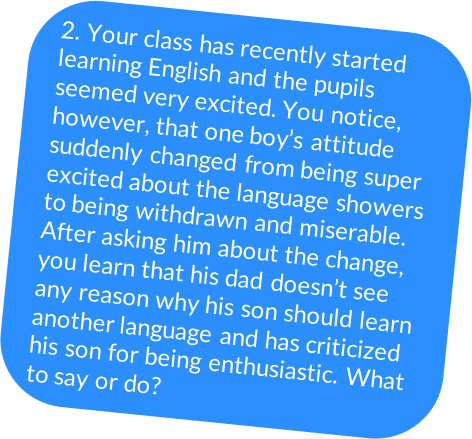 2. Your class has recently started
learning English and the pupils
seemed very excited. You notice,
however, that one boy's attitude
suddenly changed from being super
excited about the language showers
to being withdrawn and miserable.
After asking him about the change,
you learn that his dad doesn't see
any reason why his son should learn
another language and has criticized
his son for being enthusiastic. What
to say or do?